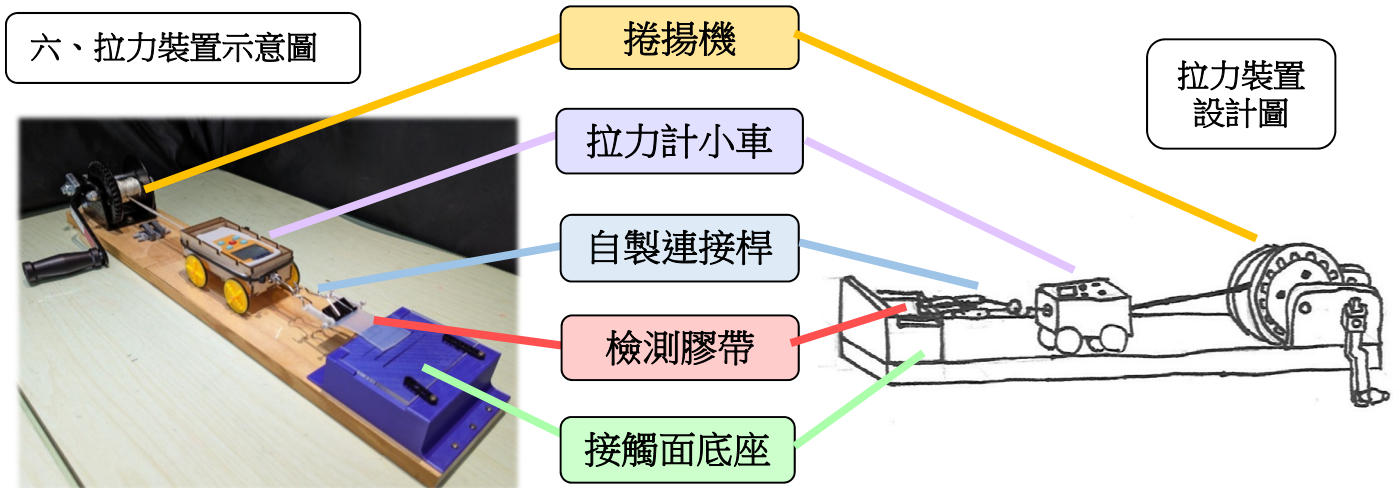 六、拉力裝置示意圖
捲揚機
拉力裝置
設計圖
拉力計小車
自製連接桿
檢測膠帶
接觸面底座